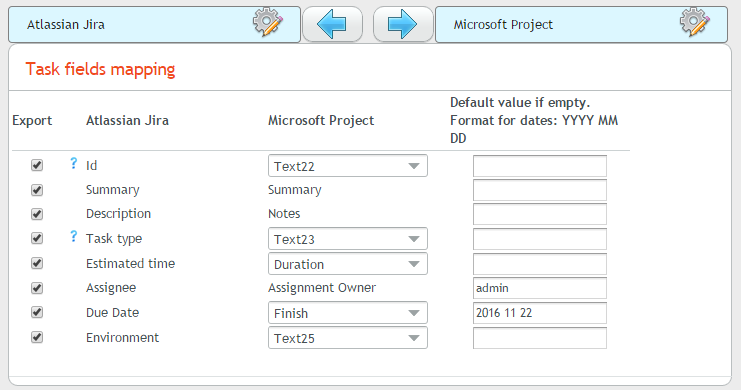 Atlassian Jira
Microsoft Project
Task fields mapping
Default value if empty.
Export Atlassian Jira Microsoft Project Format for dates: YYYY MM
DD
? Id Text22
Summary Summary
Description Notes
? Task type Text23
Estimated time Duration
Assignee Assignment Owner admin
Due Date Finish 2016 11 22
Environment Text25